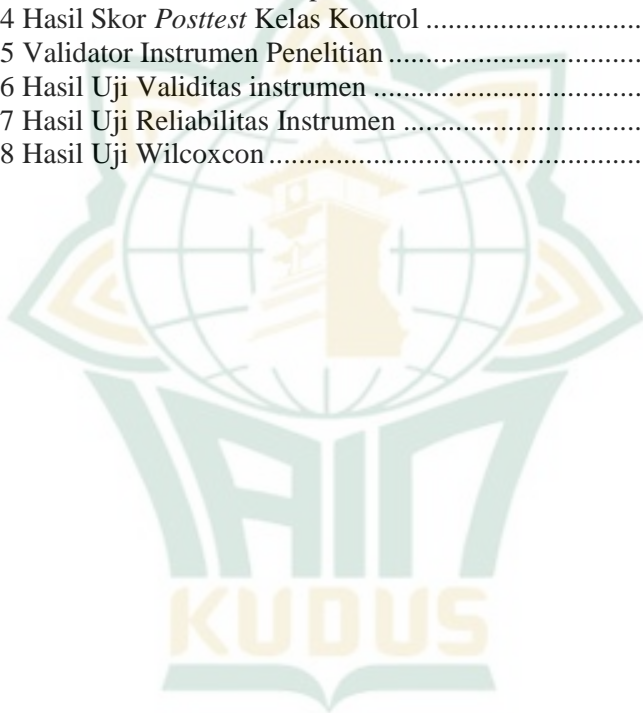 4 Hasil Skor Posttest Kelas Kontrol ..............................
5 Validator Instrumen Penelitian ...................................
6 Hasil Uji Validitas instrumen .....................................
7 Hasil Uji Reliabilitas Instrumen .................................
8 Hasil Uji Wilcoxcon ...................................................
IAIN
KUDUS